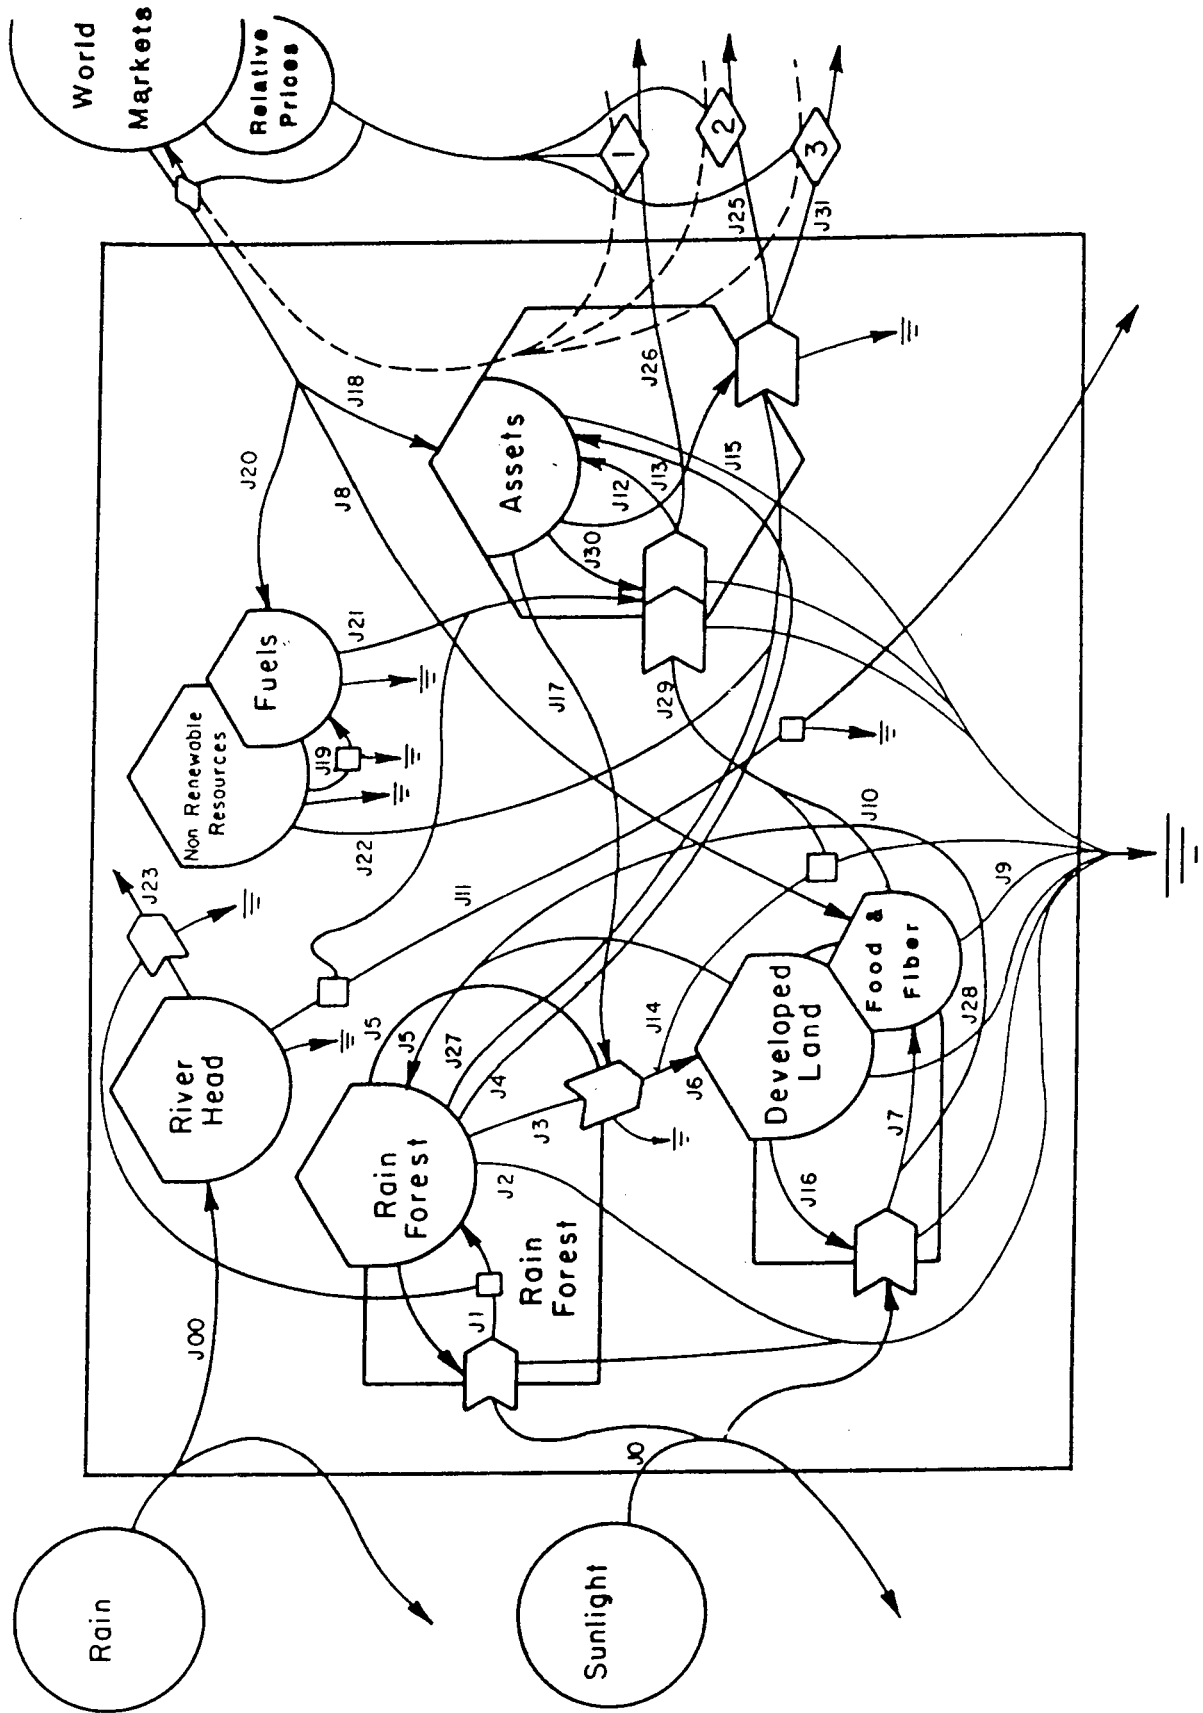 World
Markets
Relative
Prices
Rain
J00
River
Head
J23
Non Renewable
Resources
Fuels
J19
J20
J21
J22
J8
J18
J11
Assets
J30
J12
J13
J15
J26
J25
J31
1
2
3
J17
J29
J5
J5
J27
J4
J3
J2
Rain
Forest
J1
Rain
Forest
J14
J6
J10
Developed
Land
Food &
Fiber
J9
J28
J7
J16
J0
Sunlight